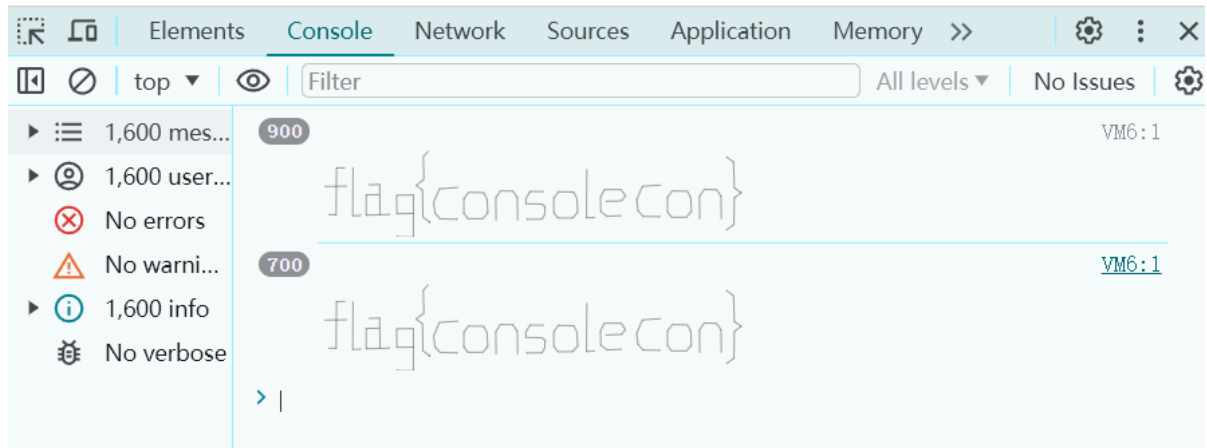 Elements Console Network Sources Application Memory
top Filter All levels No Issues
1,600 mes...
1,600 user...
No errors
No warni...
1,600 info
No verbose
900 VM6:1
flag{consolecon}
700 VM6:1
flag{consolecon}